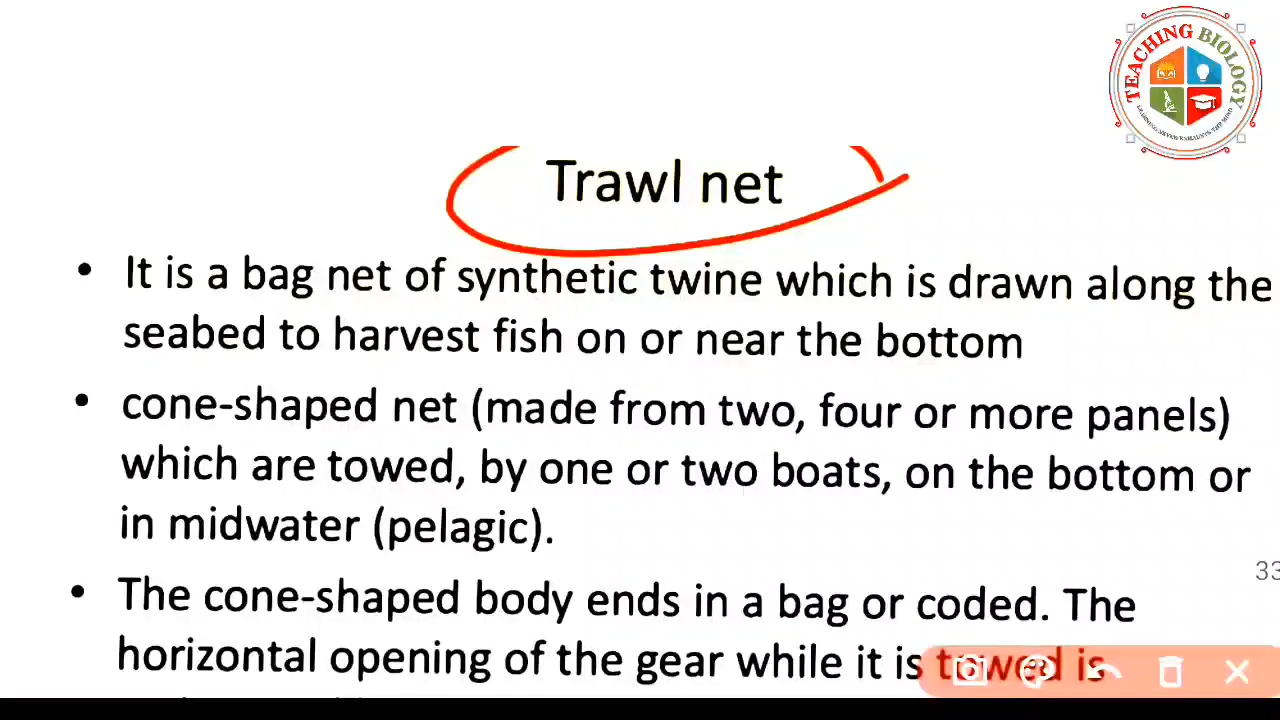 TEACHING BIOLOGY
Trawl net
• It is a bag net of synthetic twine which is drawn along the
seabed to harvest fish on or near the bottom
• cone-shaped net (made from two, four or more panels)
which are towed, by one or two boats, on the bottom or
in midwater (pelagic).
33
• The cone-shaped body ends in a bag or coded. The
horizontal opening of the gear while it is towed is